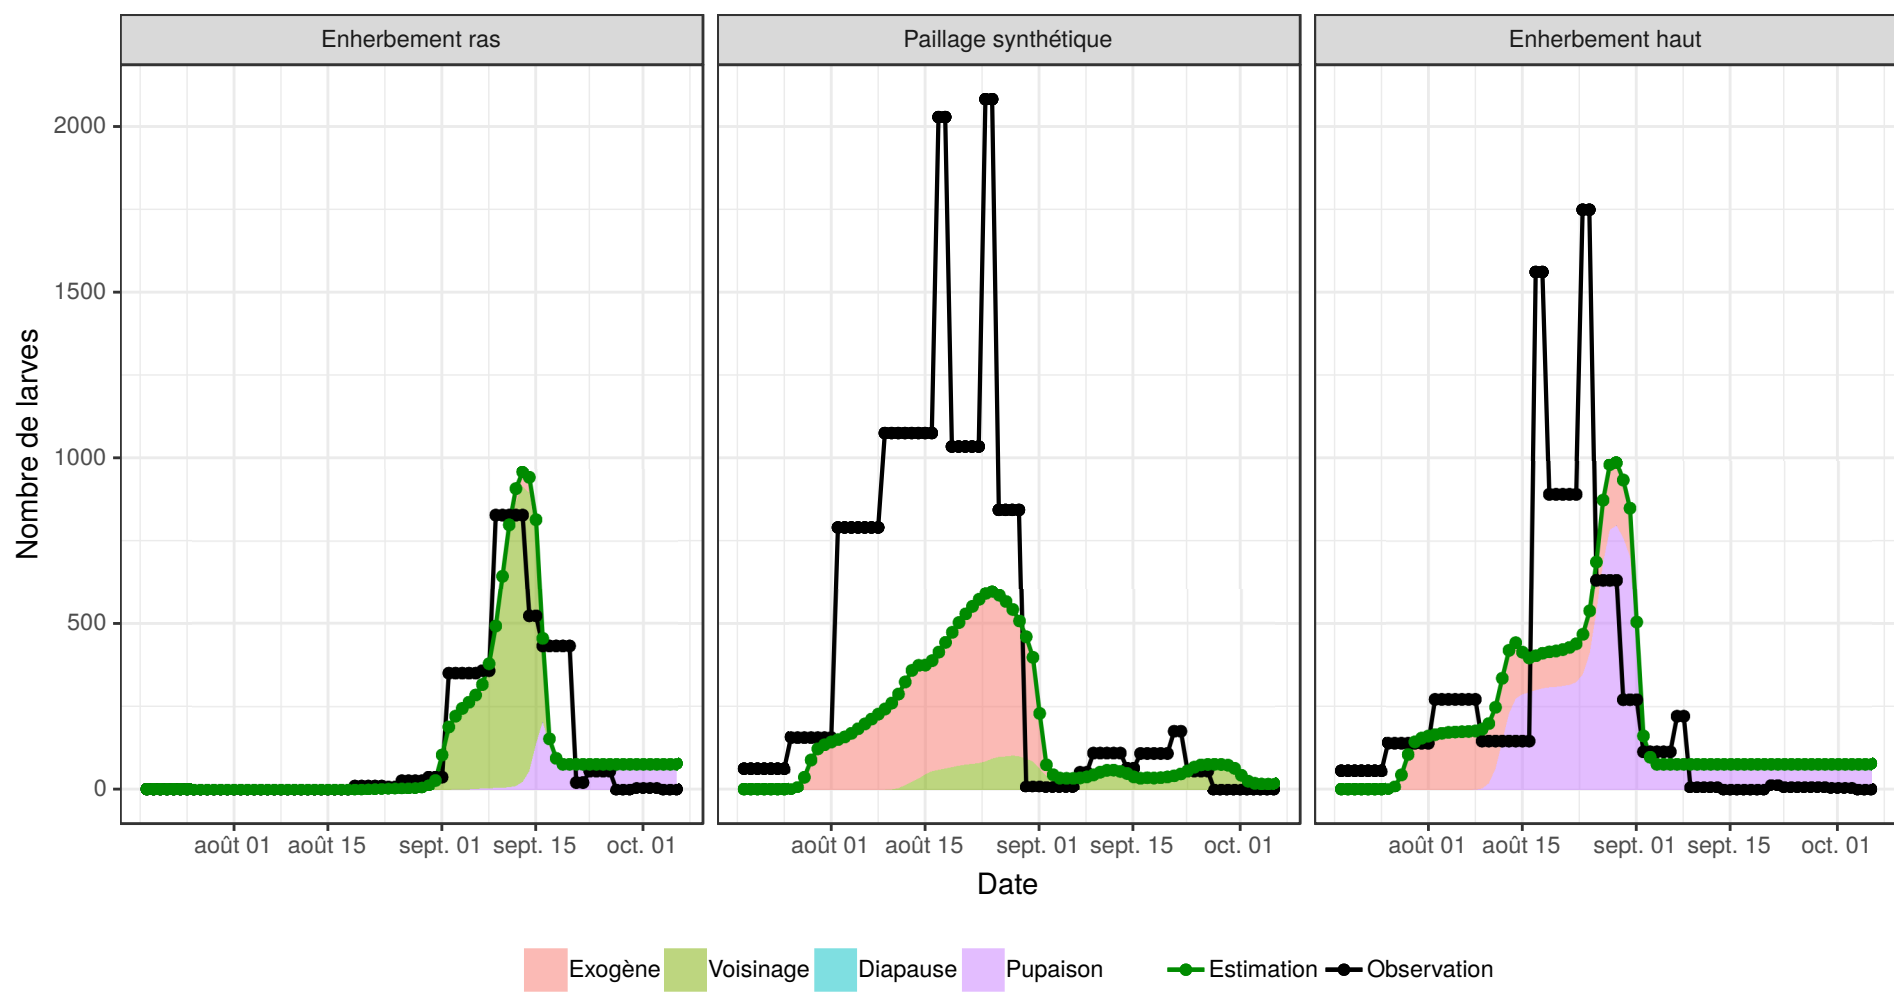 Enherbement ras
Paillage synthétique
Enherbement haut
Nombre de larves
2000
1500
1000
500
0
août 01 août 15 sept. 01 sept. 15 oct. 01
août 01 août 15 sept. 01 sept. 15 oct. 01
août 01 août 15 sept. 01 sept. 15 oct. 01
Date
Exogène Voisinage Diapause Pupaison Estimation Observation